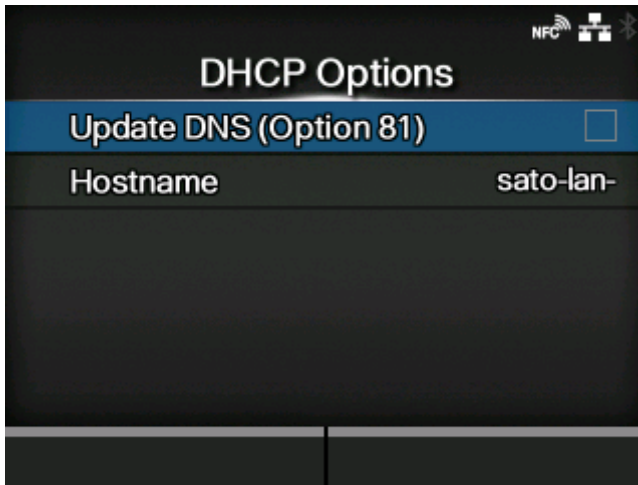 NFC
DHCP Options
Update DNS (Option 81)
Hostname sato-lan-